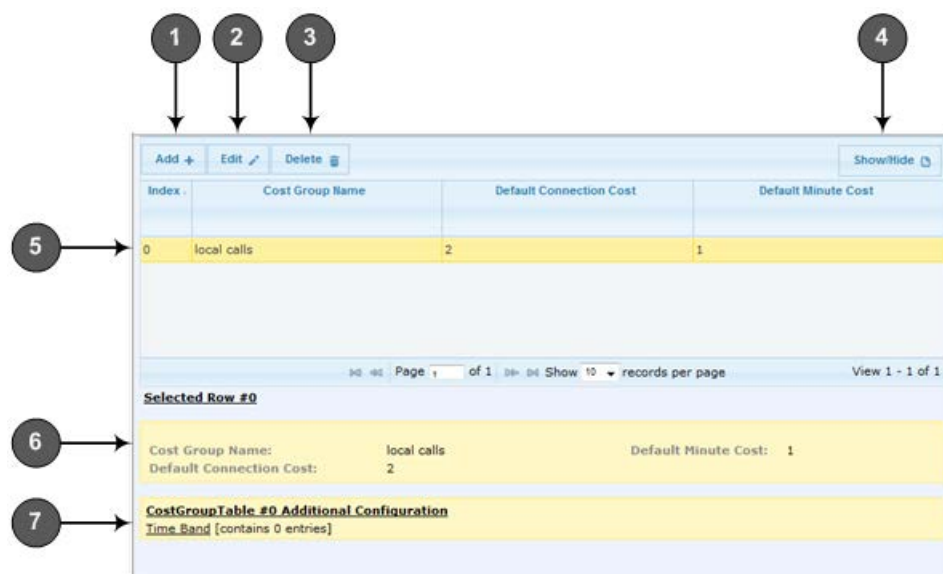 1 2 3 4
Add + Edit Delete Show/Hide
Index Cost Group Name Default Connection Cost Default Minute Cost
5
0 local calls 2 1
Page 1 of 1 Show 10 records per page View 1 - 1 of 1
Selected Row #0
6
Cost Group Name: local calls Default Minute Cost: 1
Default Connection Cost: 2
7
CostGroupTable #0 Additional Configuration
Time Band [contains 0 entries]